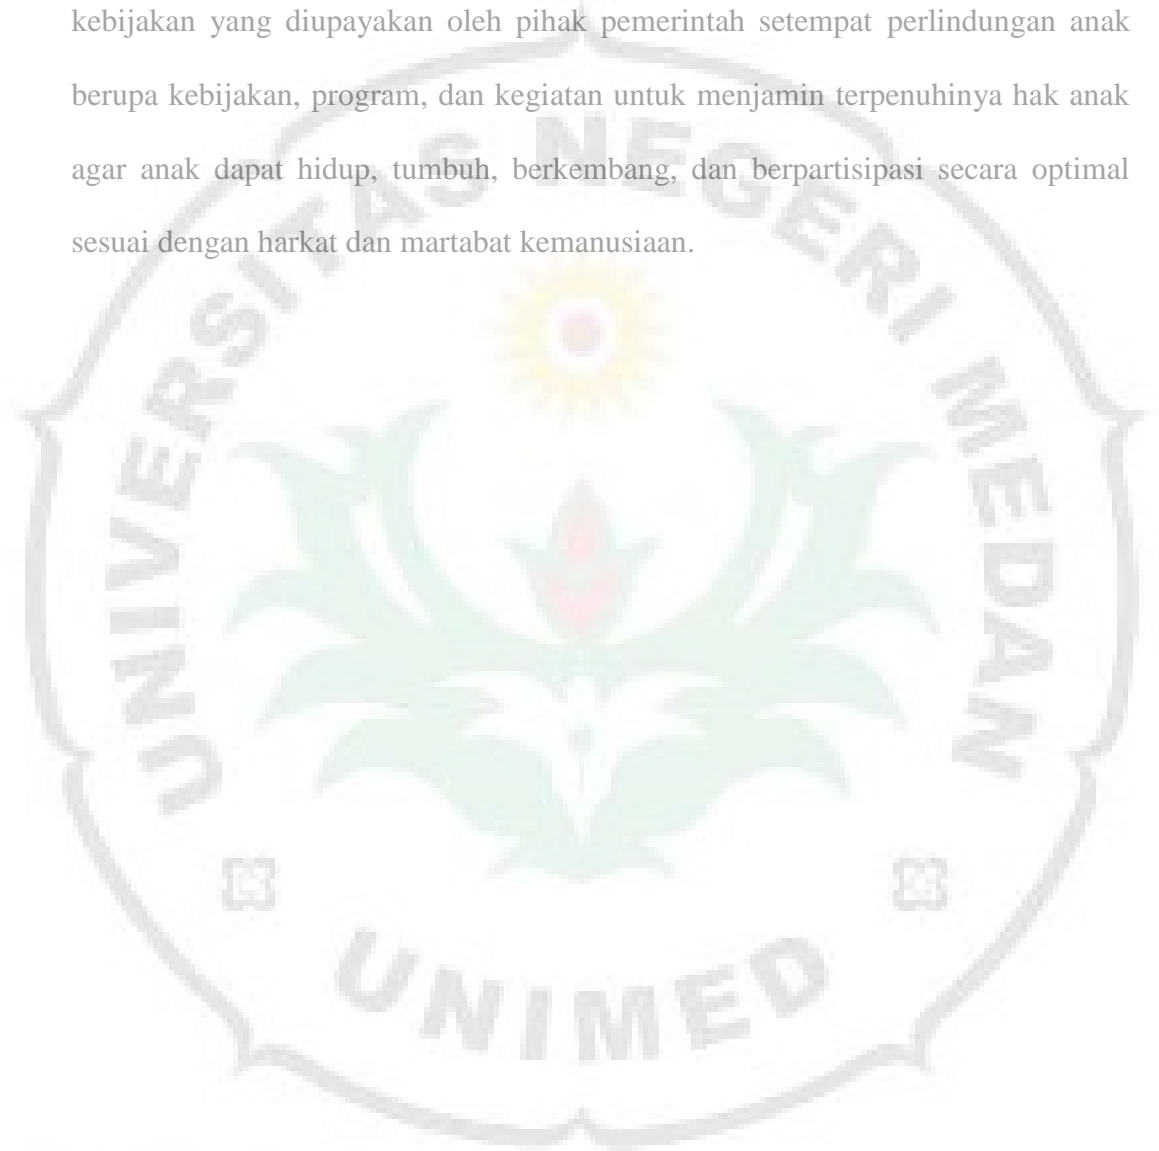 kebijakan yang diupayakan oleh pihak pemerintah setempat perlindungan anak
berupa kebijakan, program, dan kegiatan untuk menjamin terpenuhinya hak anak
agar anak dapat hidup, tumbuh, berkembang, dan berpartisipasi secara optimal
sesuai dengan harkat dan martabat kemanusiaan.
UNIVERSITAS NEGERI MEDAN
UNIMED